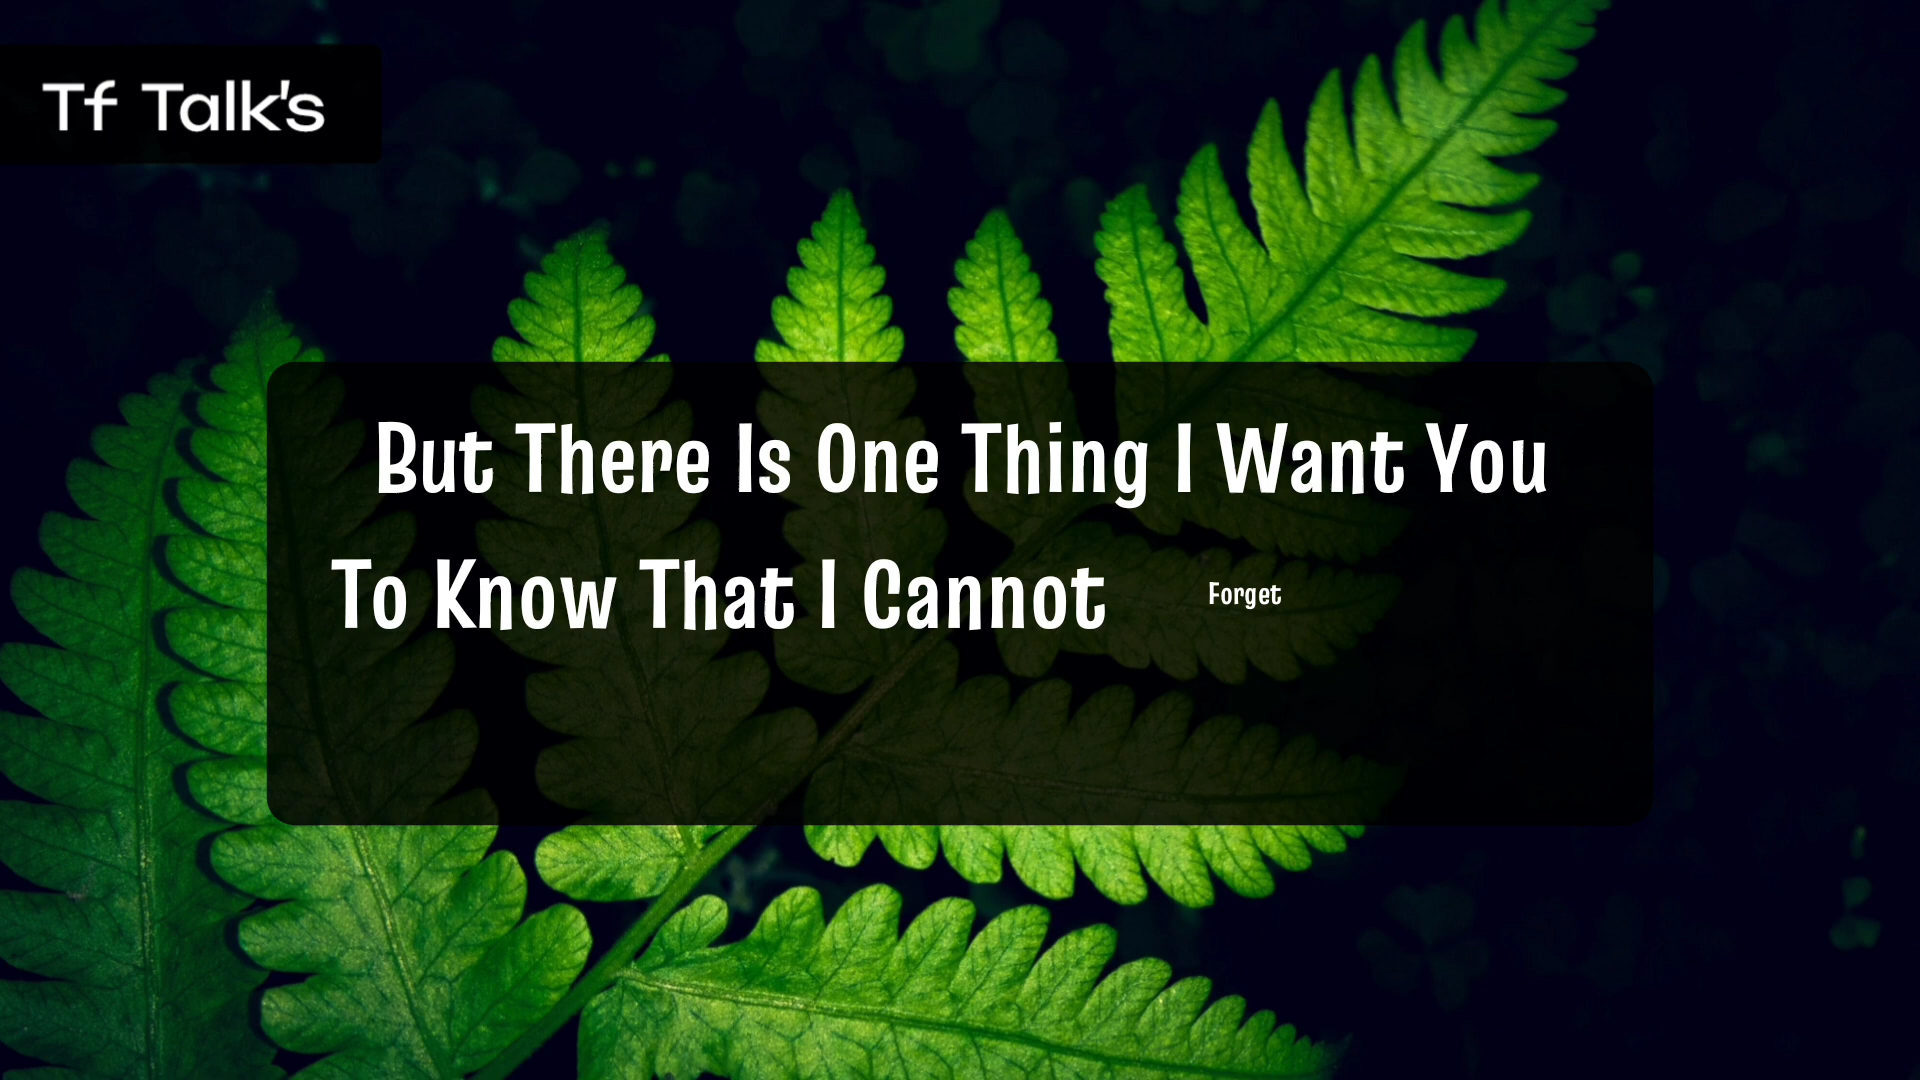 Tf Talk's
But There Is One Thing I Want You
To Know That I Cannot Forget